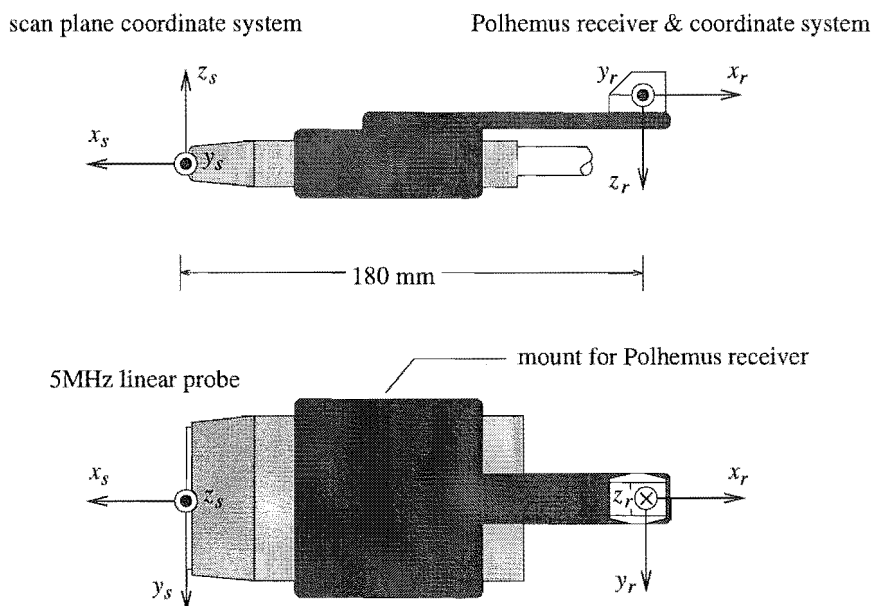 scan plane coordinate system
Polhemus receiver & coordinate system
z_s
y_r
x_r
x_s
y_s
z_r
180 mm
mount for Polhemus receiver
5MHz linear probe
x_s
z_s
z_r
x_r
y_s
y_r